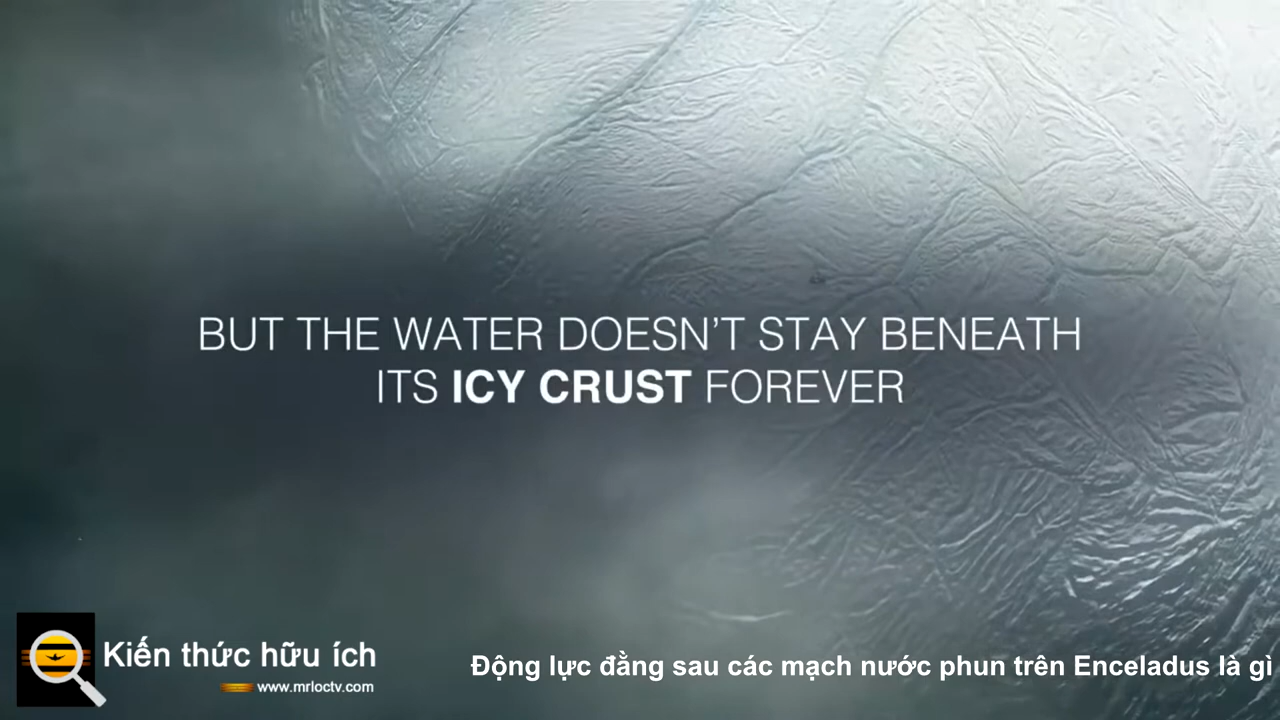 BUT THE WATER DOESN'T STAY BENEATH
ITS ICY CRUST FOREVER
Kiến thức hữu ích
www.mrloctv.com
Động lực đằng sau các mạch nước phun trên Enceladus là gì